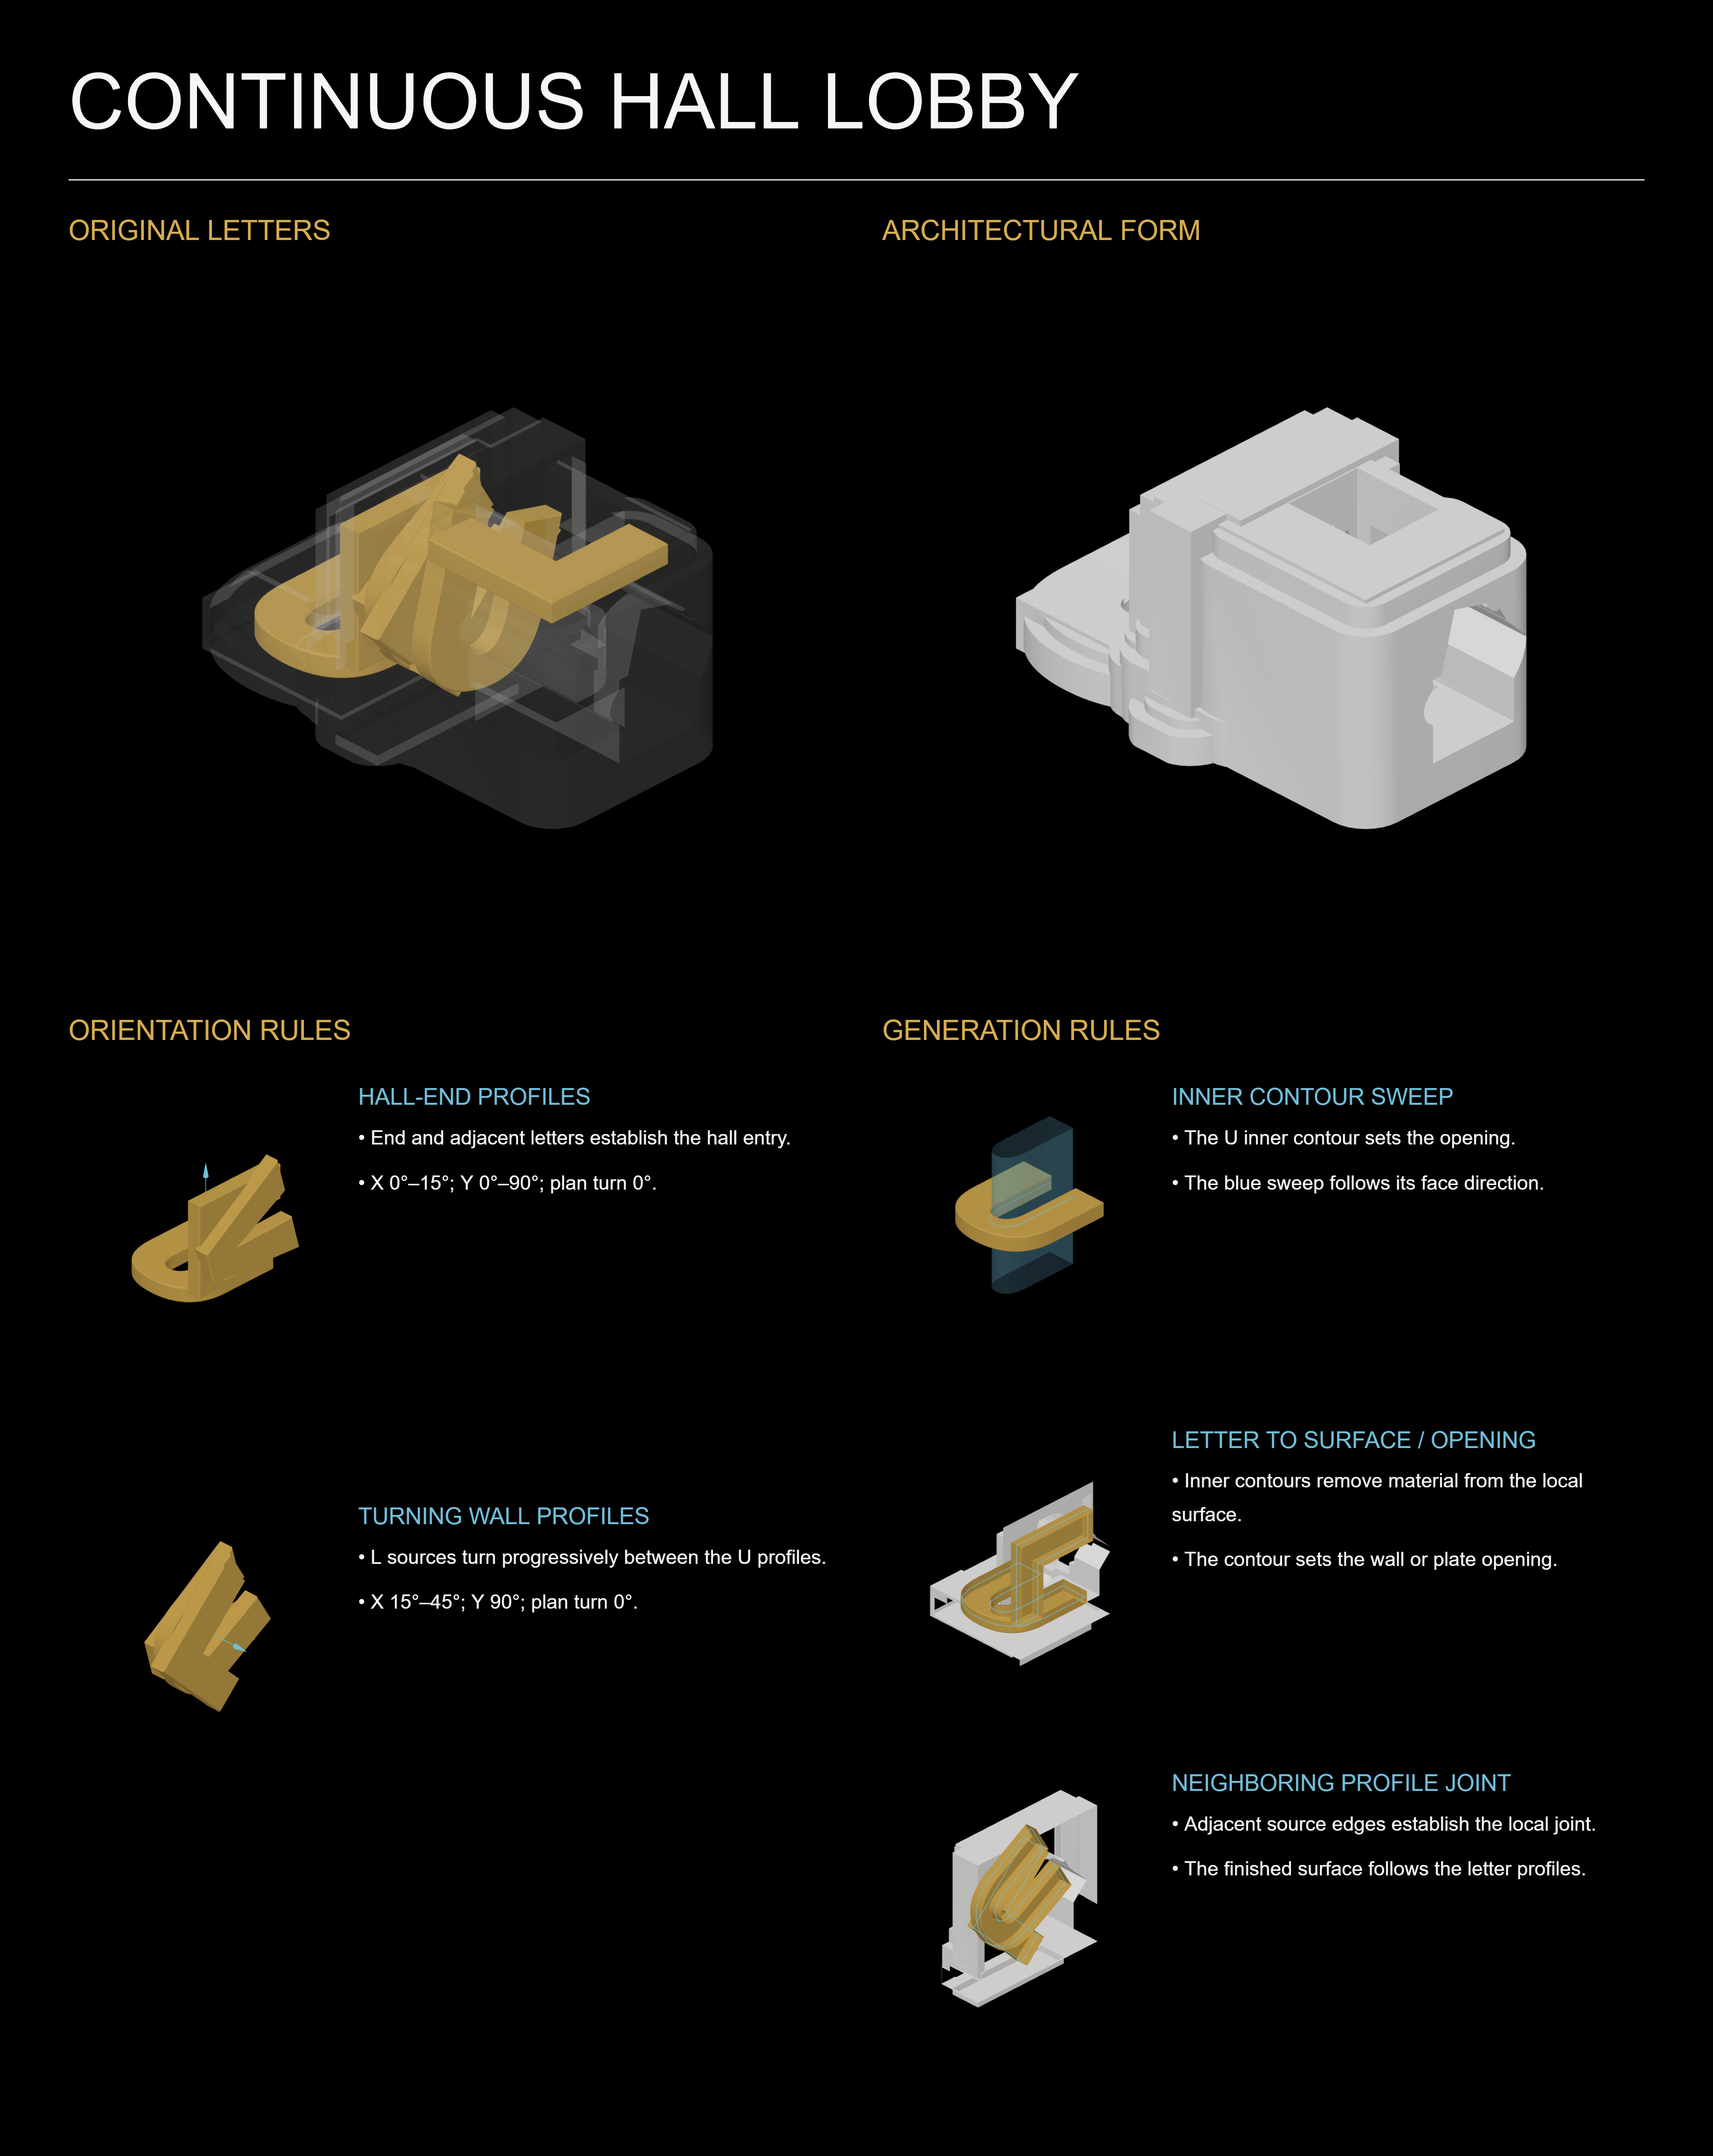 CONTINUOUS HALL LOBBY
ORIGINAL LETTERS
ARCHITECTURAL FORM
ORIENTATION RULES
HALL-END PROFILES
• End and adjacent letters establish the hall entry.
• X 0°–15°; Y 0°–90°; plan turn 0°.
TURNING WALL PROFILES
• L sources turn progressively between the U profiles.
• X 15°–45°; Y 90°; plan turn 0°.
GENERATION RULES
INNER CONTOUR SWEEP
• The U inner contour sets the opening.
• The blue sweep follows its face direction.
LETTER TO SURFACE / OPENING
• Inner contours remove material from the local
surface.
• The contour sets the wall or plate opening.
NEIGHBORING PROFILE JOINT
• Adjacent source edges establish the local joint.
• The finished surface follows the letter profiles.